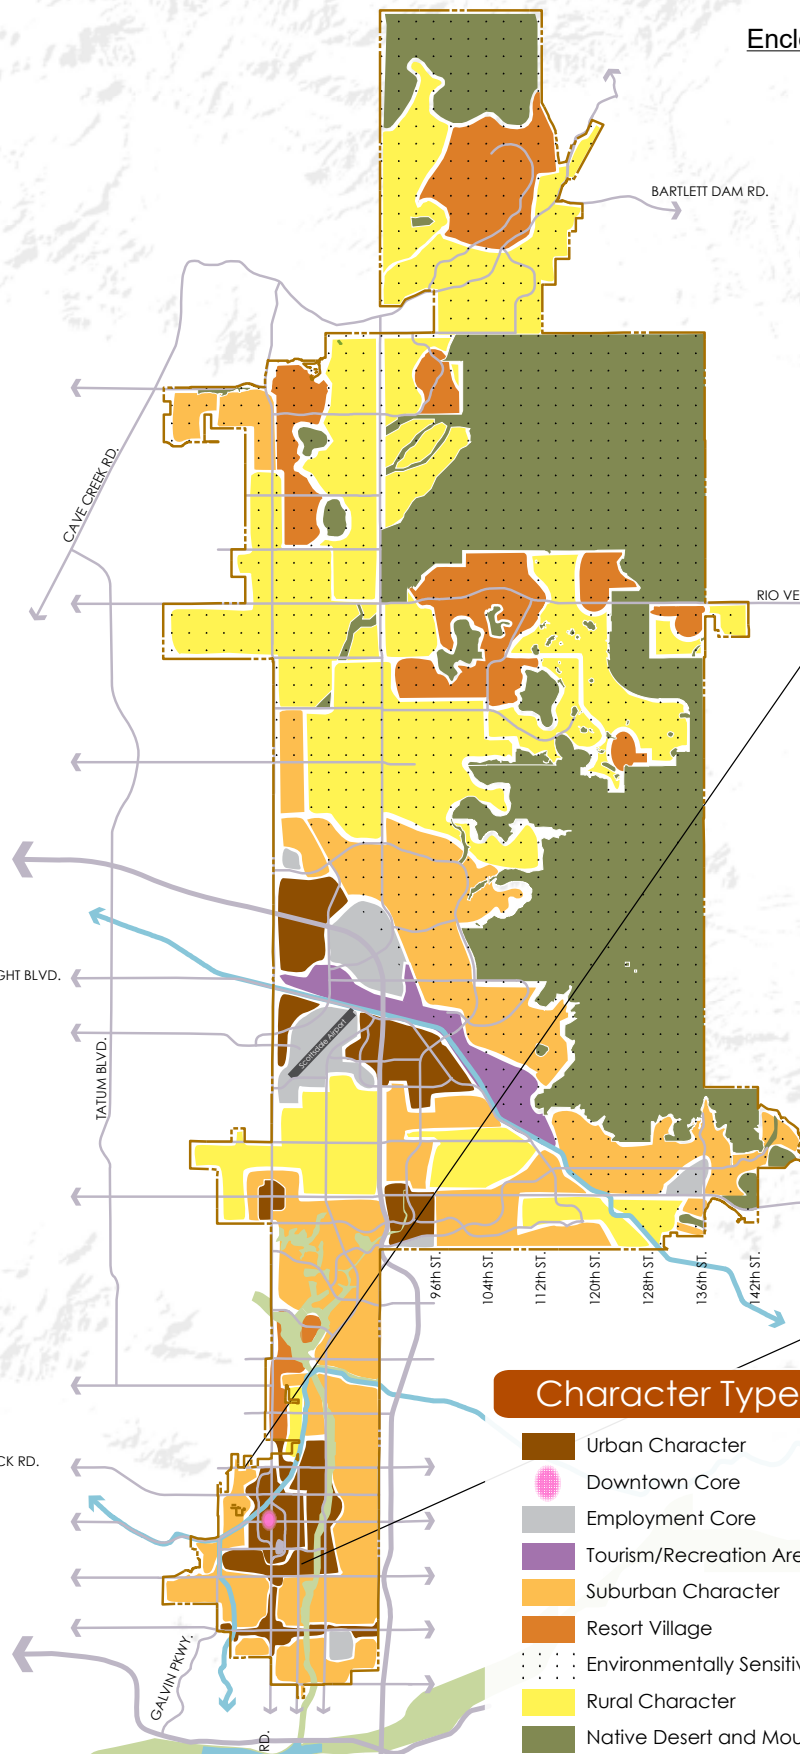 Encl
BARTLETT DAM RD.
CAVE CREEK RD.
RIO VE
GHT BLVD.
Scottsdale Airport
TATUM BLVD.
96th ST.
104th ST.
112th ST.
120th ST.
128th ST.
136th ST.
142th ST.
Character Type
Urban Character
CK RD.
Downtown Core
Employment Core
Tourism/Recreation Are
Suburban Character
Resort Village
Environmentally Sensitiv
GALVIN PKWY.
Rural Character
RD.
Native Desert and Mou